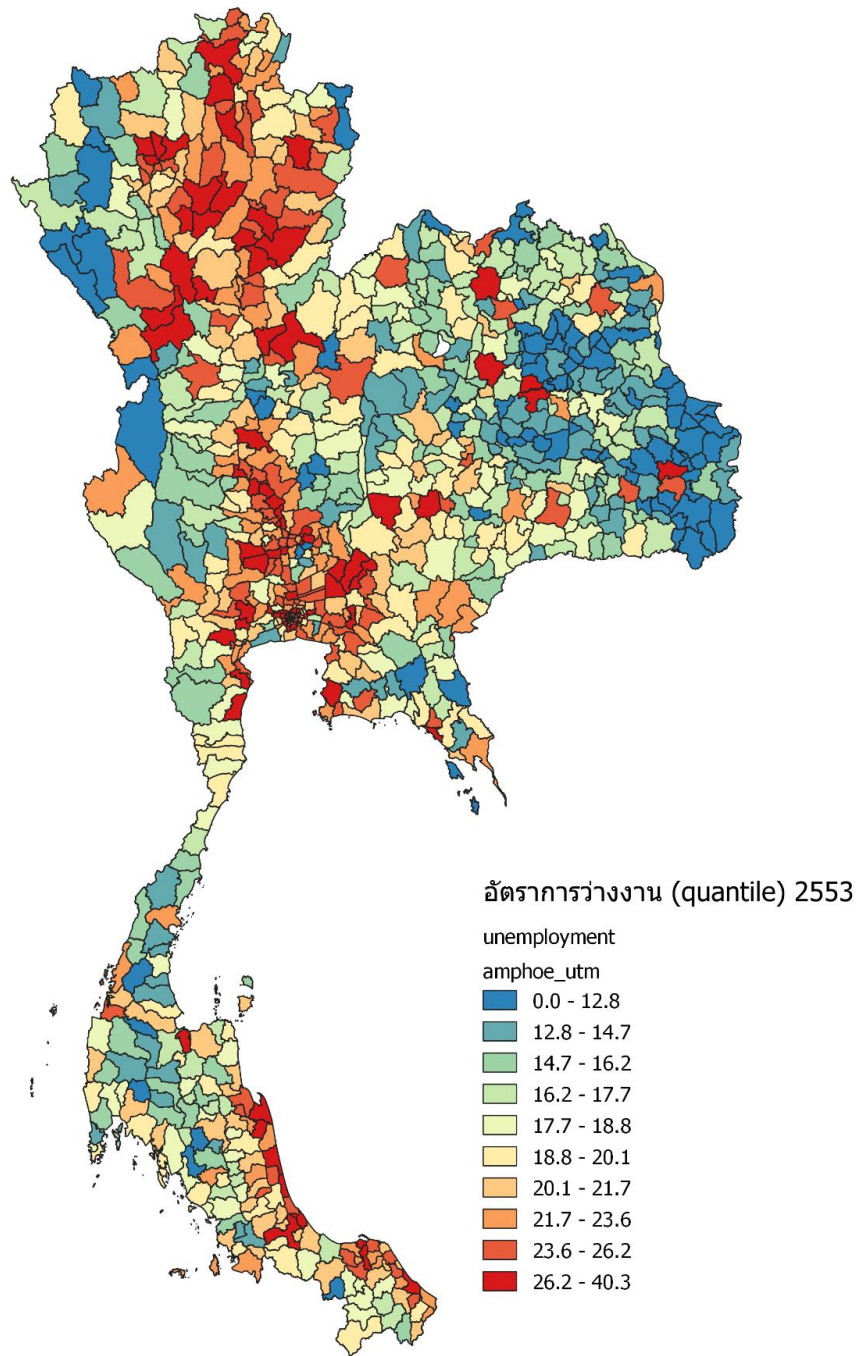 อัตราการว่างงาน (quantile) 2553
unemployment
amphoe_utm
0.0 - 12.8
12.8 - 14.7
14.7 - 16.2
16.2 - 17.7
17.7 - 18.8
18.8 - 20.1
20.1 - 21.7
21.7 - 23.6
23.6 - 26.2
26.2 - 40.3